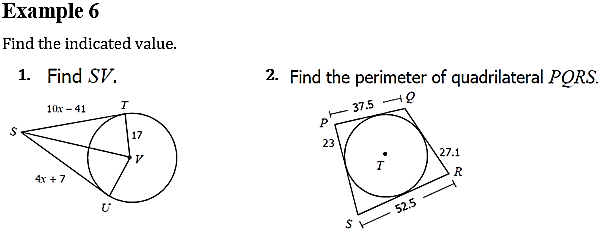 Example 6
Find the indicated value.
1. Find SV.
2. Find the perimeter of quadrilateral PQRS.
10x – 41
T
S
17
V
4x + 7
U
37.5
Q
P
23
27.1
T
R
52.5
S